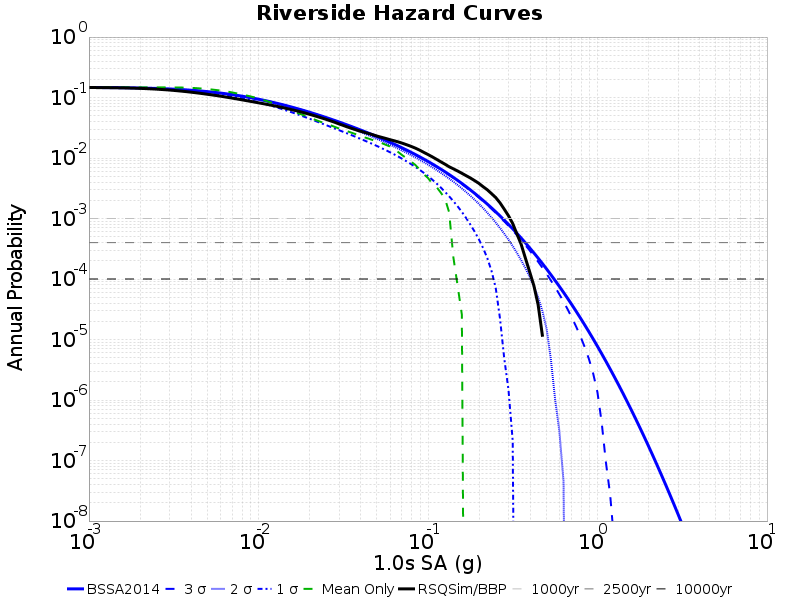 Riverside Hazard Curves
Annual Probability
10^0
10^-1
10^-2
10^-3
10^-4
10^-5
10^-6
10^-7
10^-8
10^-3 10^-2 10^-1 10^0 10^1
1.0s SA (g)
BSSA2014 3 σ 2 σ 1 σ Mean Only RSQSim/BBP 1000yr 2500yr 10000yr